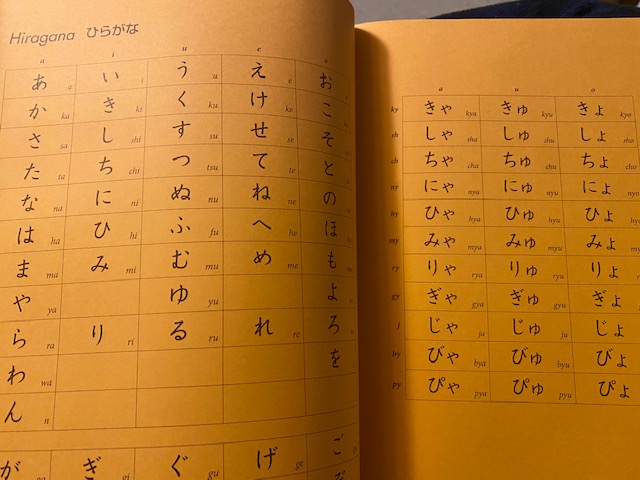 Hiragana ひらがな
a i u e o
あ a い i う u え e お
か ka き ki く ku け ke こ
さ sa し shi す su せ se そ
た ta ち chi つ tsu て te と
な na に ni ぬ nu ね ne の
は ha ひ hi ふ fu へ he ほ
ま ma み mi む mu め me も
や ya ゆ yu よ
ら ra り ri る ru れ re ろ
わ wa を
ん n
が ga ぎ gi ぐ gu げ ge ご
a u o
ky きゃ kya きゅ kyu きょ kyo
sh しゃ sha しゅ shu しょ sho
ch ちゃ cha ちゅ chu ちょ cho
ny にゃ nya にゅ nyu にょ nyo
hy ひゃ hya ひゅ hyu ひょ hyo
my みゃ mya みゅ myu みょ
ry りゃ rya りゅ ryu りょ
gy ぎゃ gya ぎゅ gyu ぎょ
j じゃ ja じゅ ju じょ
by びゃ bya びゅ byu びょ
py ぴゃ pya ぴゅ pyu ぴょ